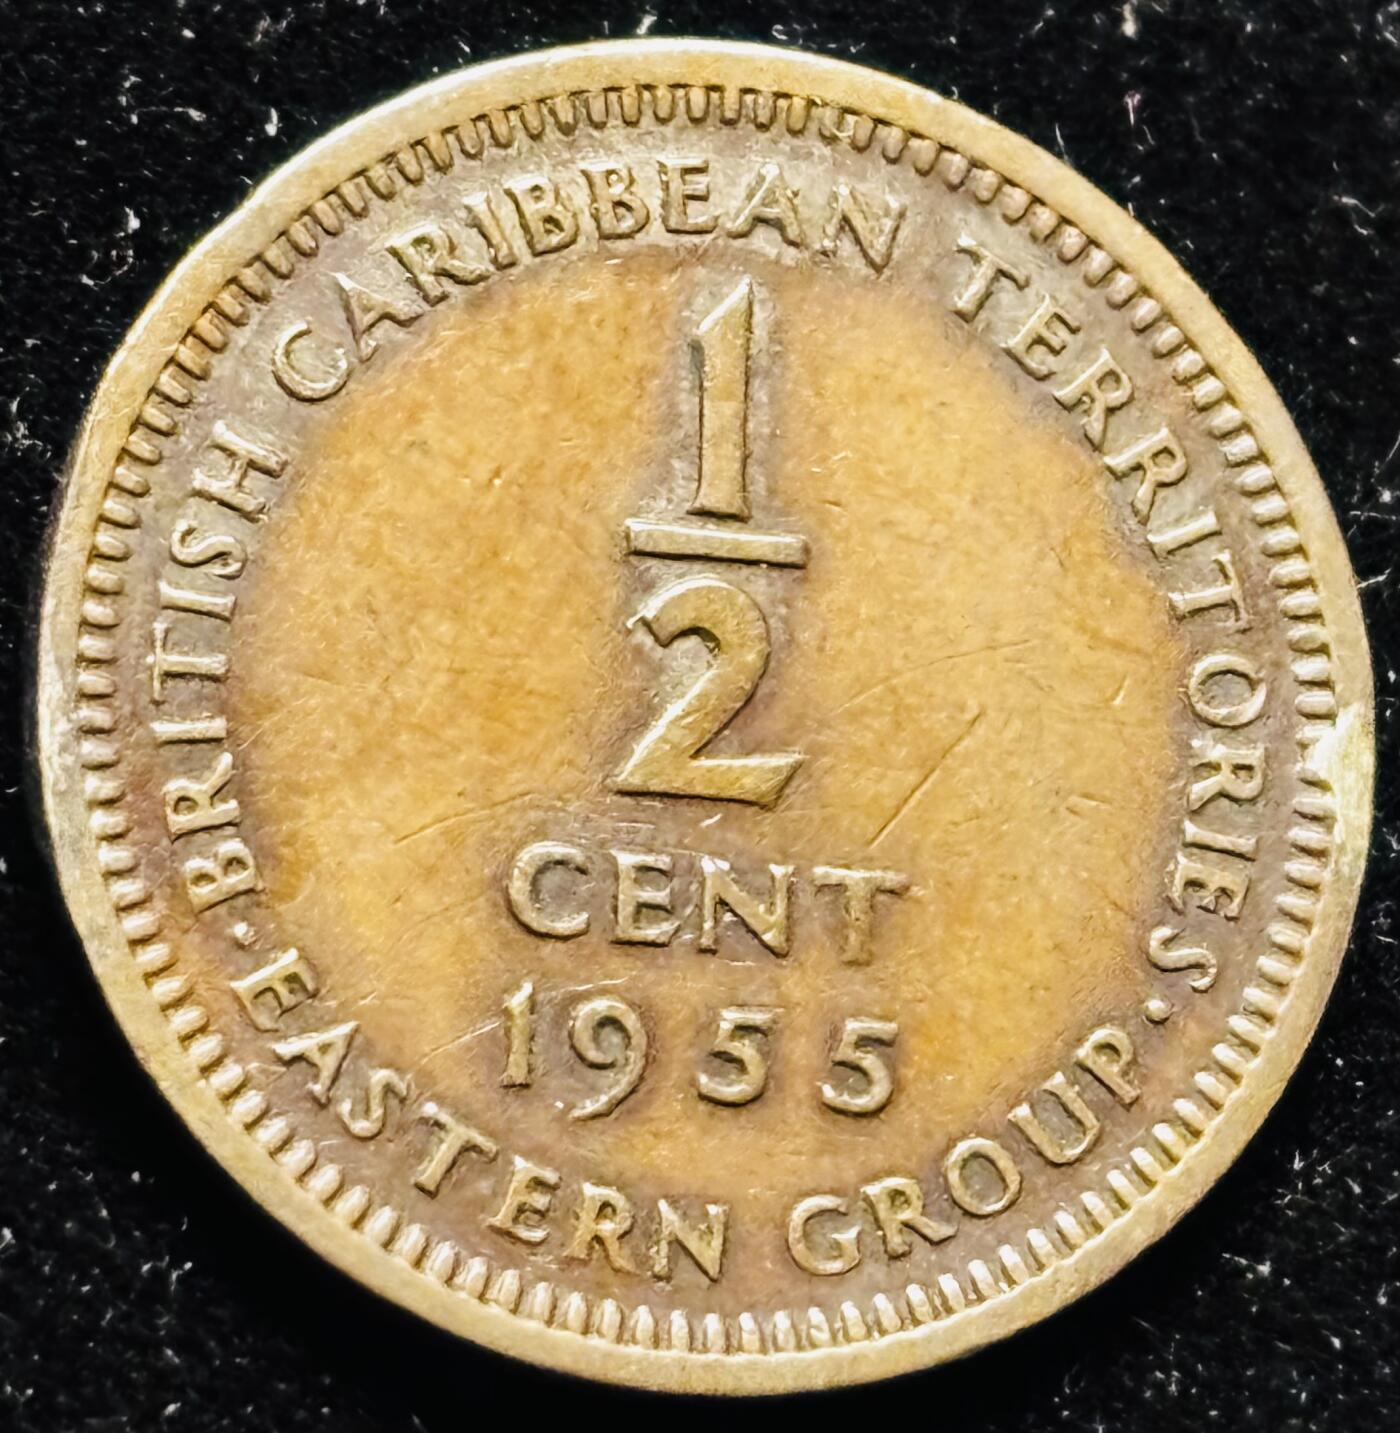 BRITISH CARIBBEAN TERRITORIES
1/2
CENT
1955
· EASTERN GROUP ·